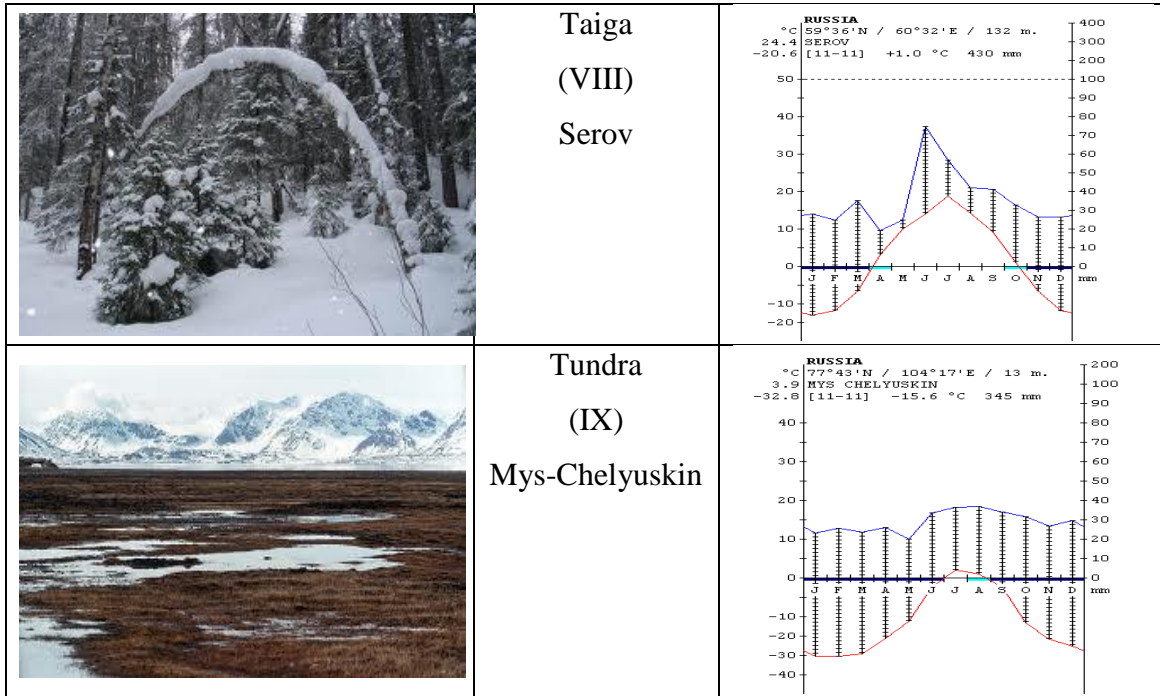 Taiga
(VIII)
Serov
RUSSIA
°C 59°36'N / 60°32'E / 132 m.
24.4 SEROV
-20.6 [11-11] +1.0 °C 430 mm
50
40
30
20
10
0
-10
-20
400
300
200
100
90
80
70
60
50
40
30
20
10
0
J F M A M J J A S O N D mm
Tundra
(IX)
Mys-Chelyuskin
RUSSIA
°C 77°43'N / 104°17'E / 13 m.
3.9 MYS CHELYUSKIN
-32.8 [11-11] -15.6 °C 345 mm
40
30
20
10
0
-10
-20
-30
-40
200
100
90
80
70
60
50
40
30
20
10
0
J F M A M J J A S O N D mm